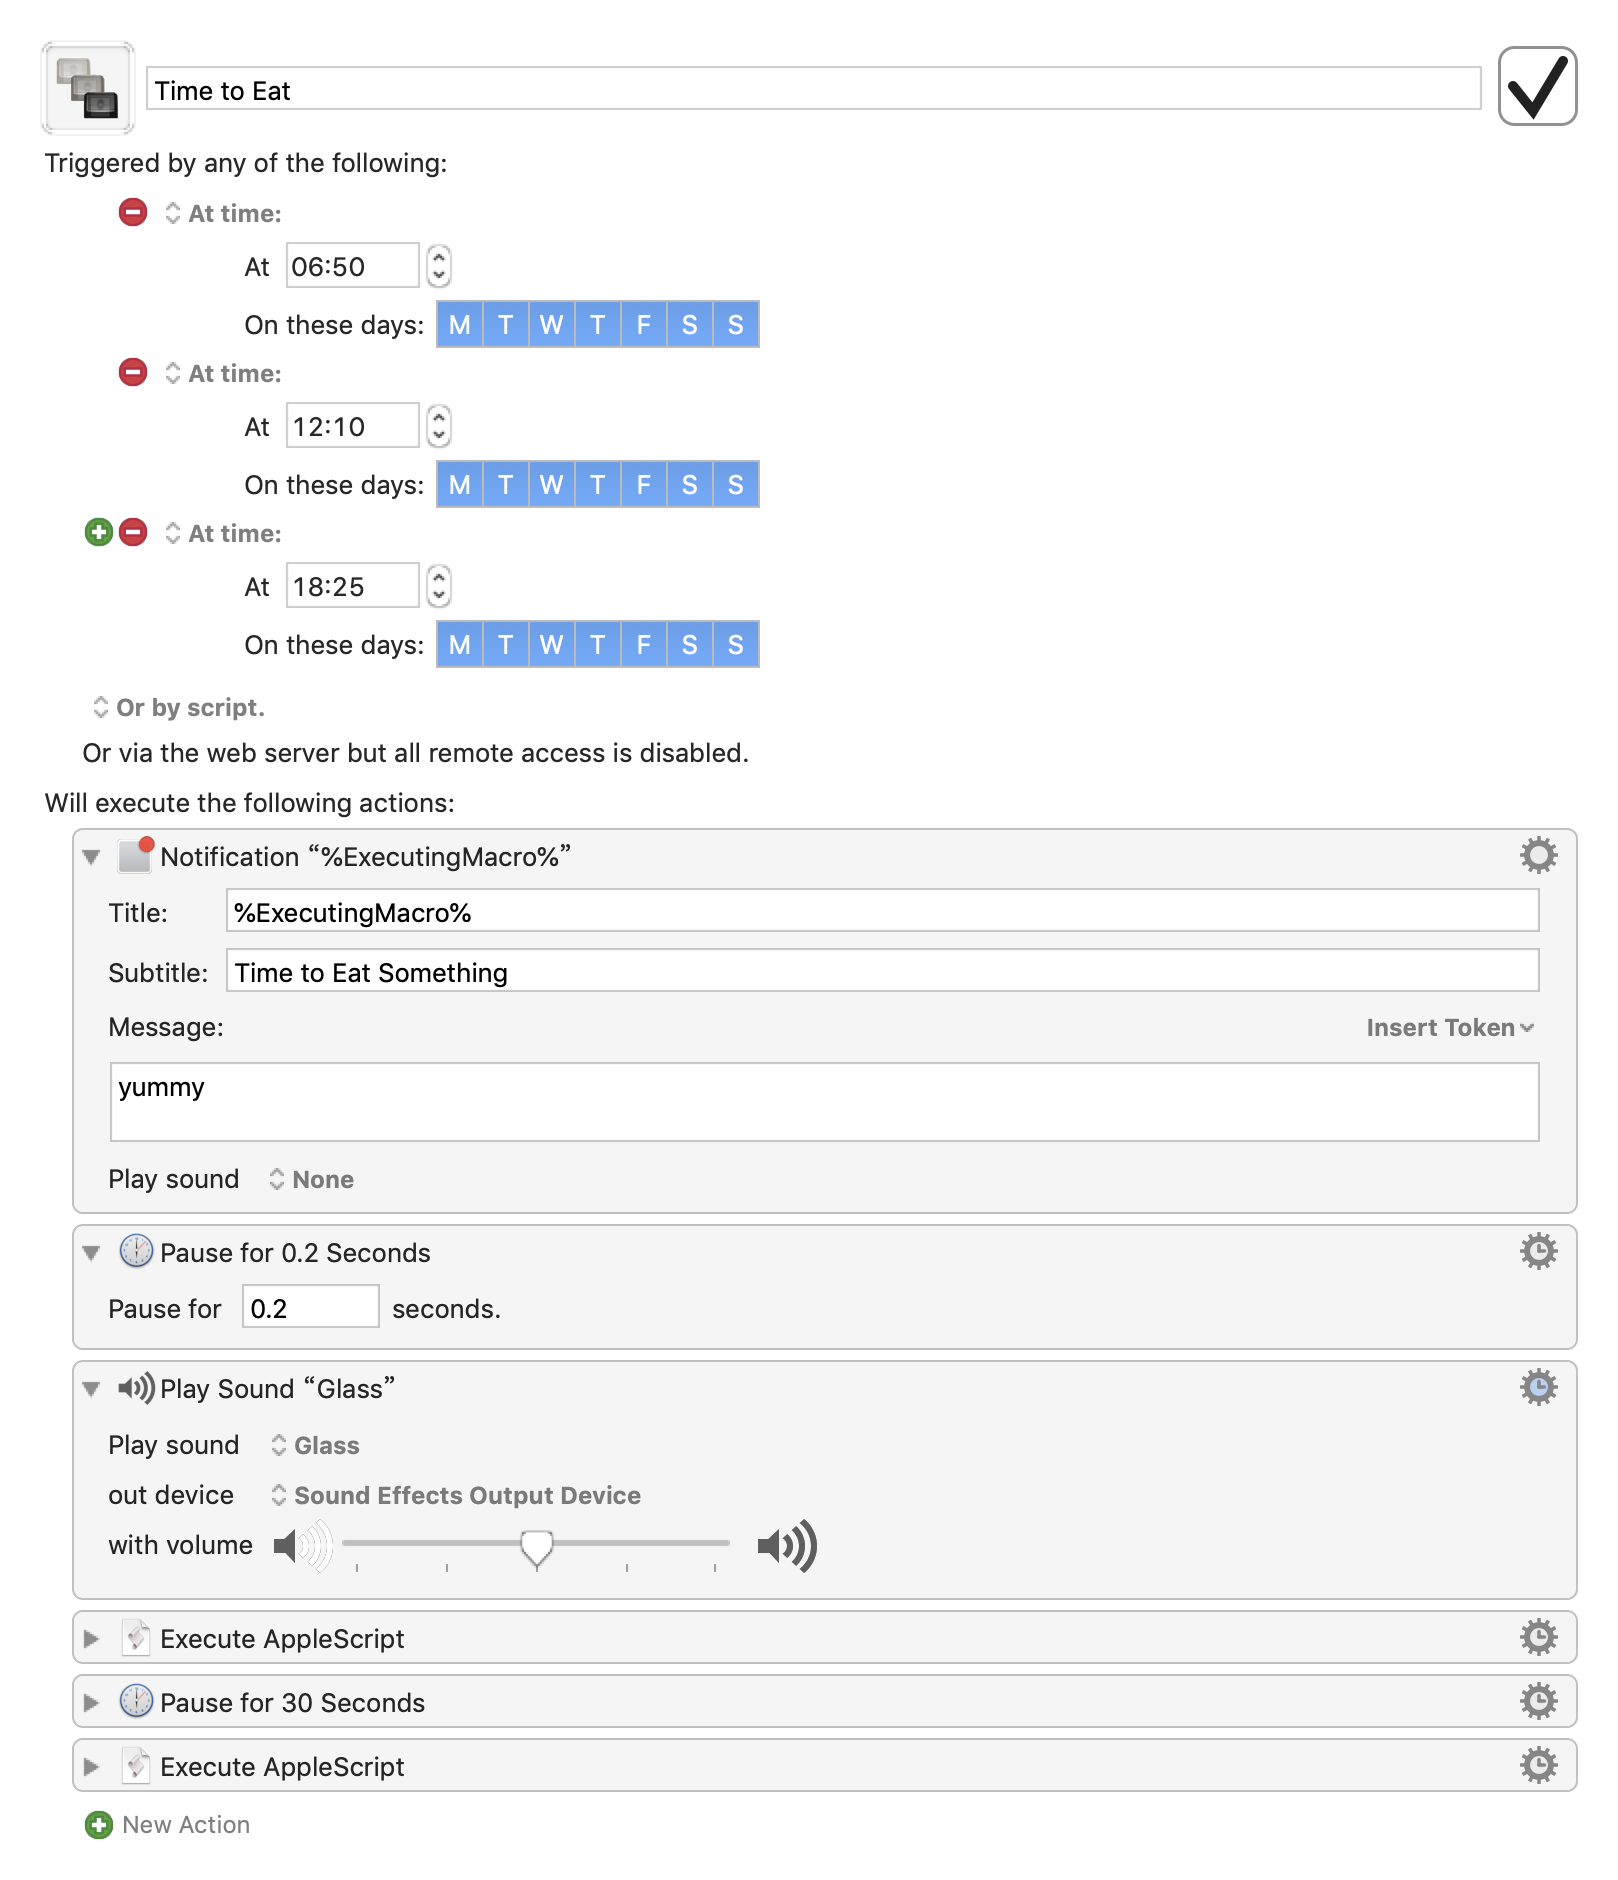 Time to Eat
Triggered by any of the following:
At time:
At 06:50
On these days: M T W T F S S
At time:
At 12:10
On these days: M T W T F S S
At time:
At 18:25
On these days: M T W T F S S
Or by script.
Or via the web server but all remote access is disabled.
Will execute the following actions:
Notification “%ExecutingMacro%”
Title: %ExecutingMacro%
Subtitle: Time to Eat Something
Message: Insert Token
yummy
Play sound None
Pause for 0.2 Seconds
Pause for 0.2 seconds.
Play Sound “Glass”
Play sound Glass
out device Sound Effects Output Device
with volume
Execute AppleScript
Pause for 30 Seconds
Execute AppleScript
New Action